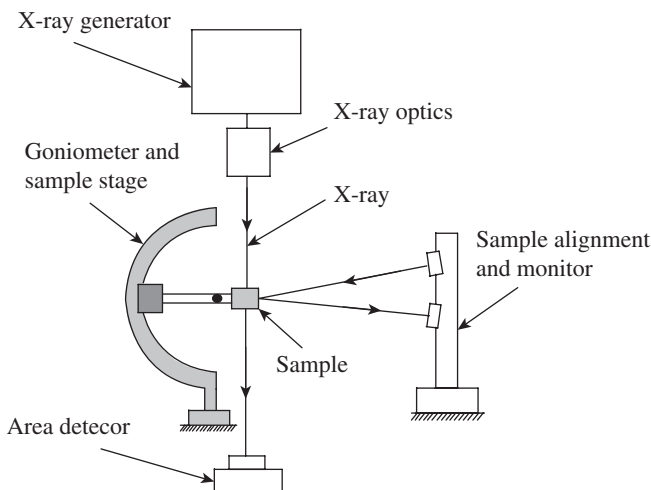 X-ray generator
X-ray optics
Goniometer and
sample stage
X-ray
Sample alignment
and monitor
Sample
Area detecor